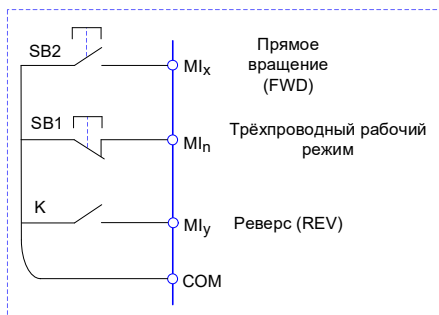 SB2
MIx
Прямое
вращение
(FWD)
SB1
MIn
Трёхпроводный рабочий
режим
K
MIy
Реверс (REV)
COM